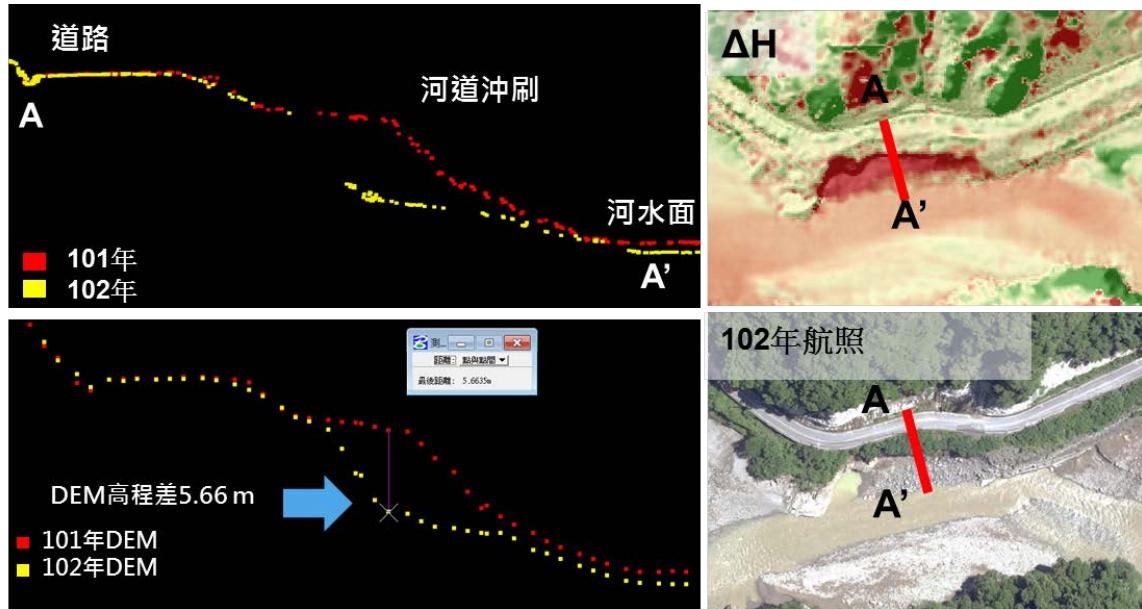 道路
A
河道沖刷
河水面
A’
101年
102年
ΔH
A
A’
測...
距離: 點與點間
最後距離: 5.6635m
DEM高程差5.66 m
101年DEM
102年DEM
102年航照
A
A’